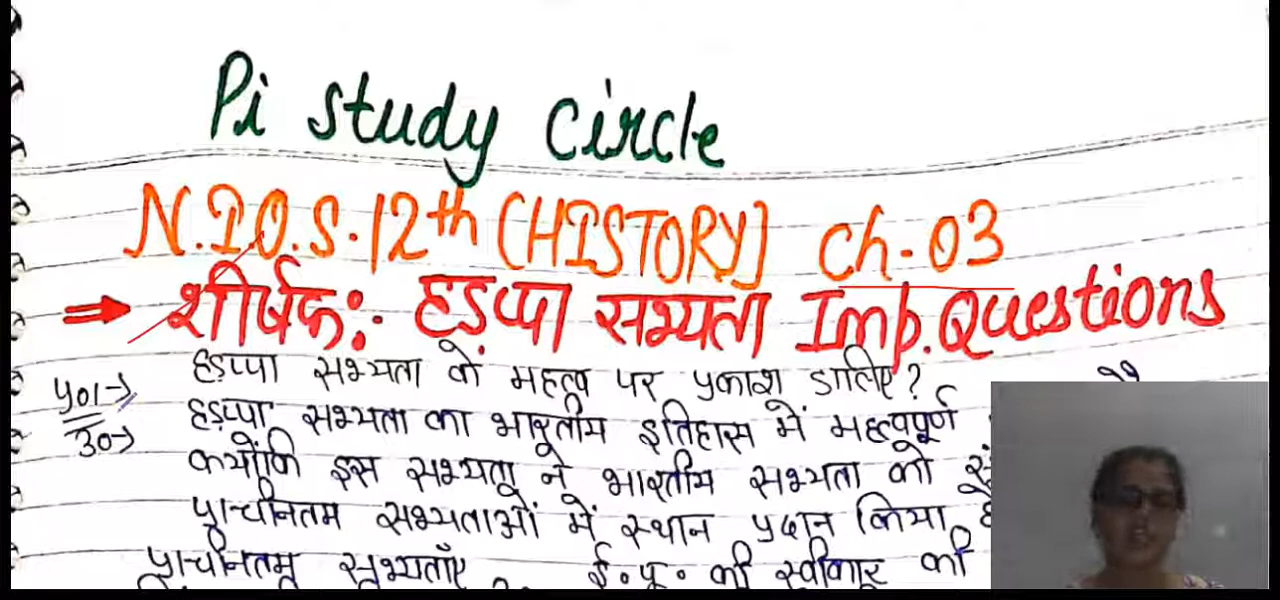 Pi study circle
N.I.O.S.12th (HISTORY) Ch-03
⇒ शीर्षक: हड़प्पा सभ्यता Imp.Questions
प्र01→ हड़प्पा सभ्यता के महत्व पर प्रकाश डालिए?
उ0→ हड़प्पा सभ्यता का भारतीय इतिहास में महत्वपूर्ण
क्योंकि इस सभ्यता ने भारतीय सभ्यता को
प्राचीनतम सभ्यताओं में स्थान प्रदान किया
प्राचीनतम सभ्यताएँ ई०पू० की स्वीकार की